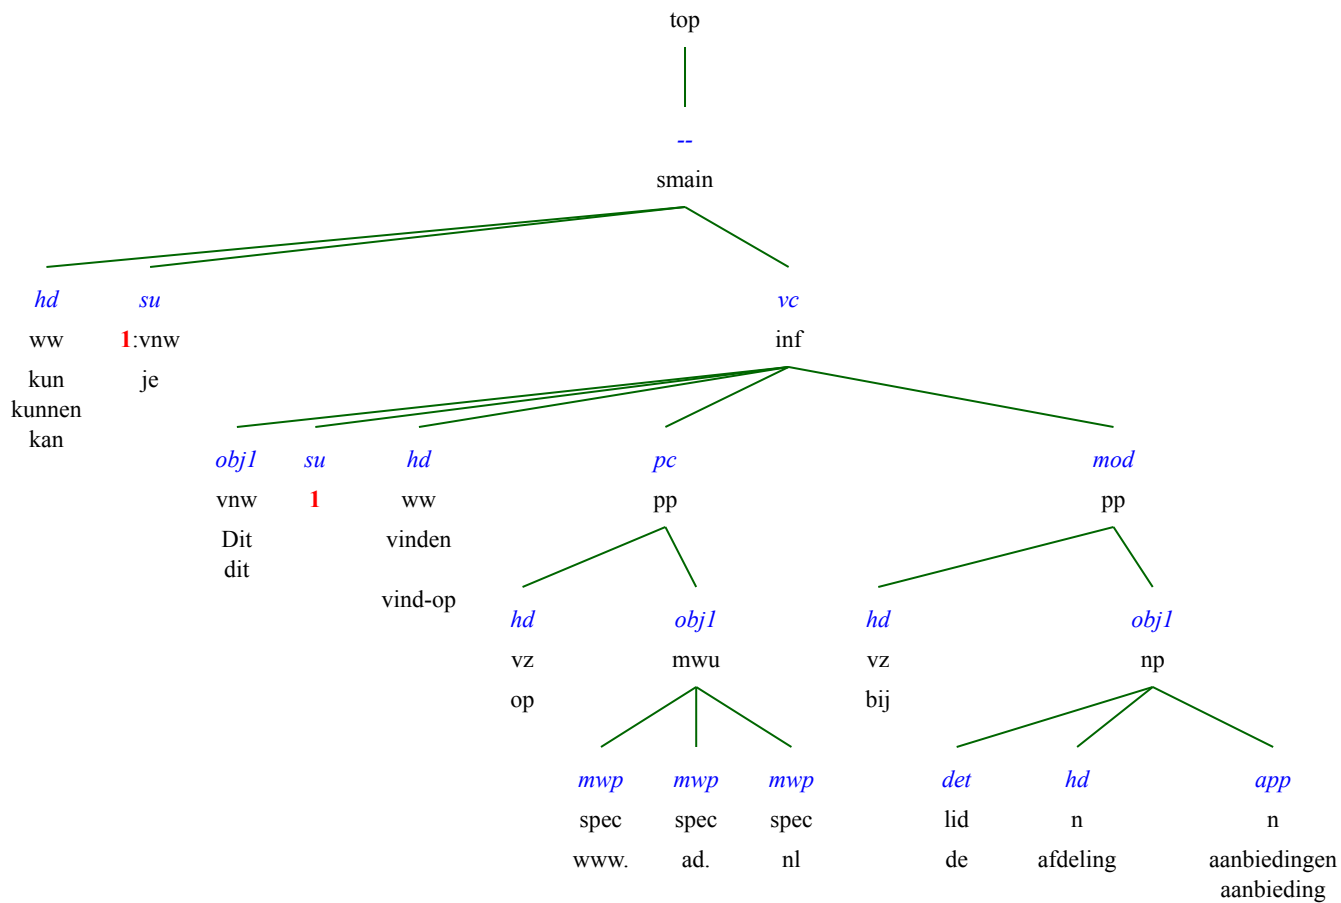 top
--
smain
hd su vc
ww 1:vnw inf
kun je
kunnen
kan
obj1 su hd pc mod
vnw 1 ww pp pp
Dit vinden
dit
vind-op
hd obj1 hd obj1
vz mwu vz np
op bij
mwp mwp mwp det hd app
spec spec spec lid n n
www. ad. nl de afdeling aanbiedingen
aanbieding